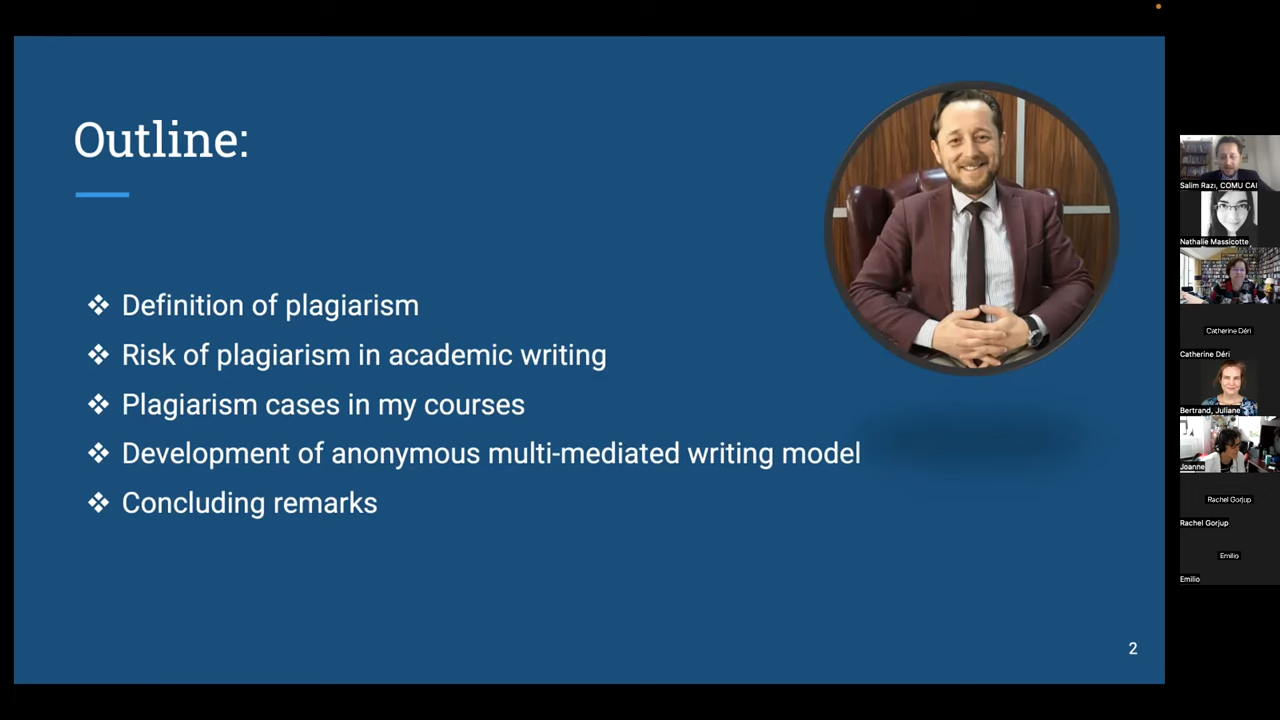 Outline:
❖ Definition of plagiarism
❖ Risk of plagiarism in academic writing
❖ Plagiarism cases in my courses
❖ Development of anonymous multi-mediated writing model
❖ Concluding remarks
2
Salim Razı, COMU CAI
Nathalie Massicotte
Catherine Déri
Catherine Déri
Bertrand, Juliane
Joanne
Rachel Gorjup
Rachel Gorjup
Emilio
Emilio